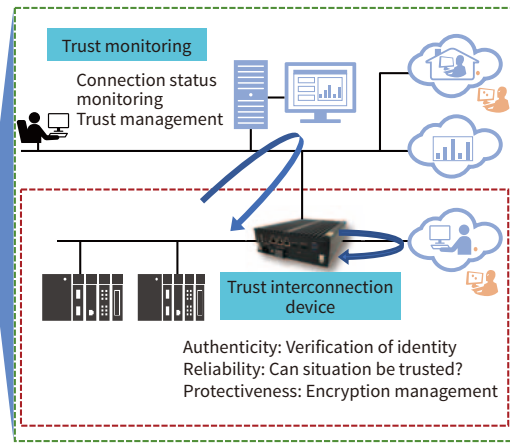 Trust monitoring
Connection status
monitoring
Trust management
Trust interconnection
device
Authenticity: Verification of identity
Reliability: Can situation be trusted?
Protectiveness: Encryption management